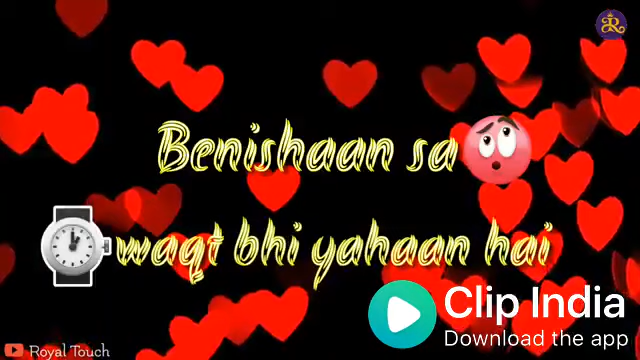 Benishaan sa
waqt bhi yahaan hai
Clip India
Download the app
Royal Touch